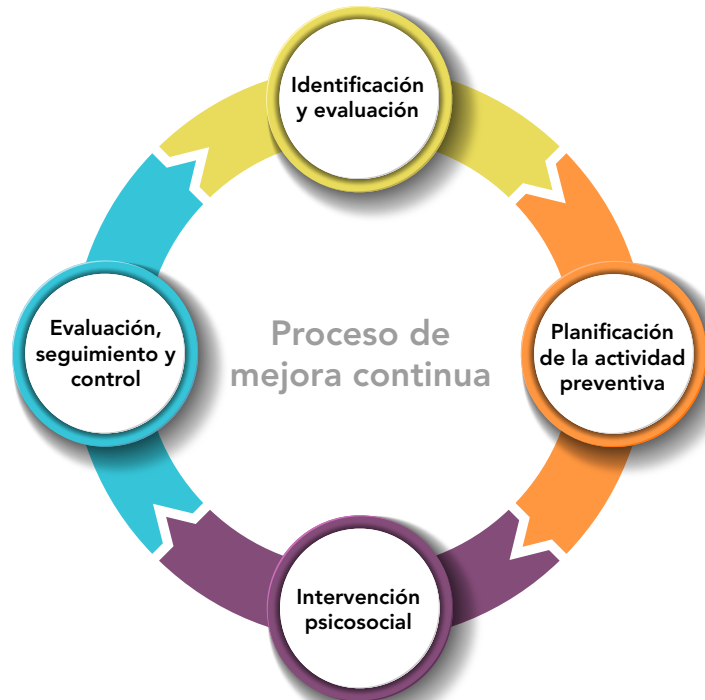 Identificación
y evaluación
Evaluación,
seguimiento y
control
Proceso de
mejora continua
Planificación
de la actividad
preventiva
Intervención
psicosocial